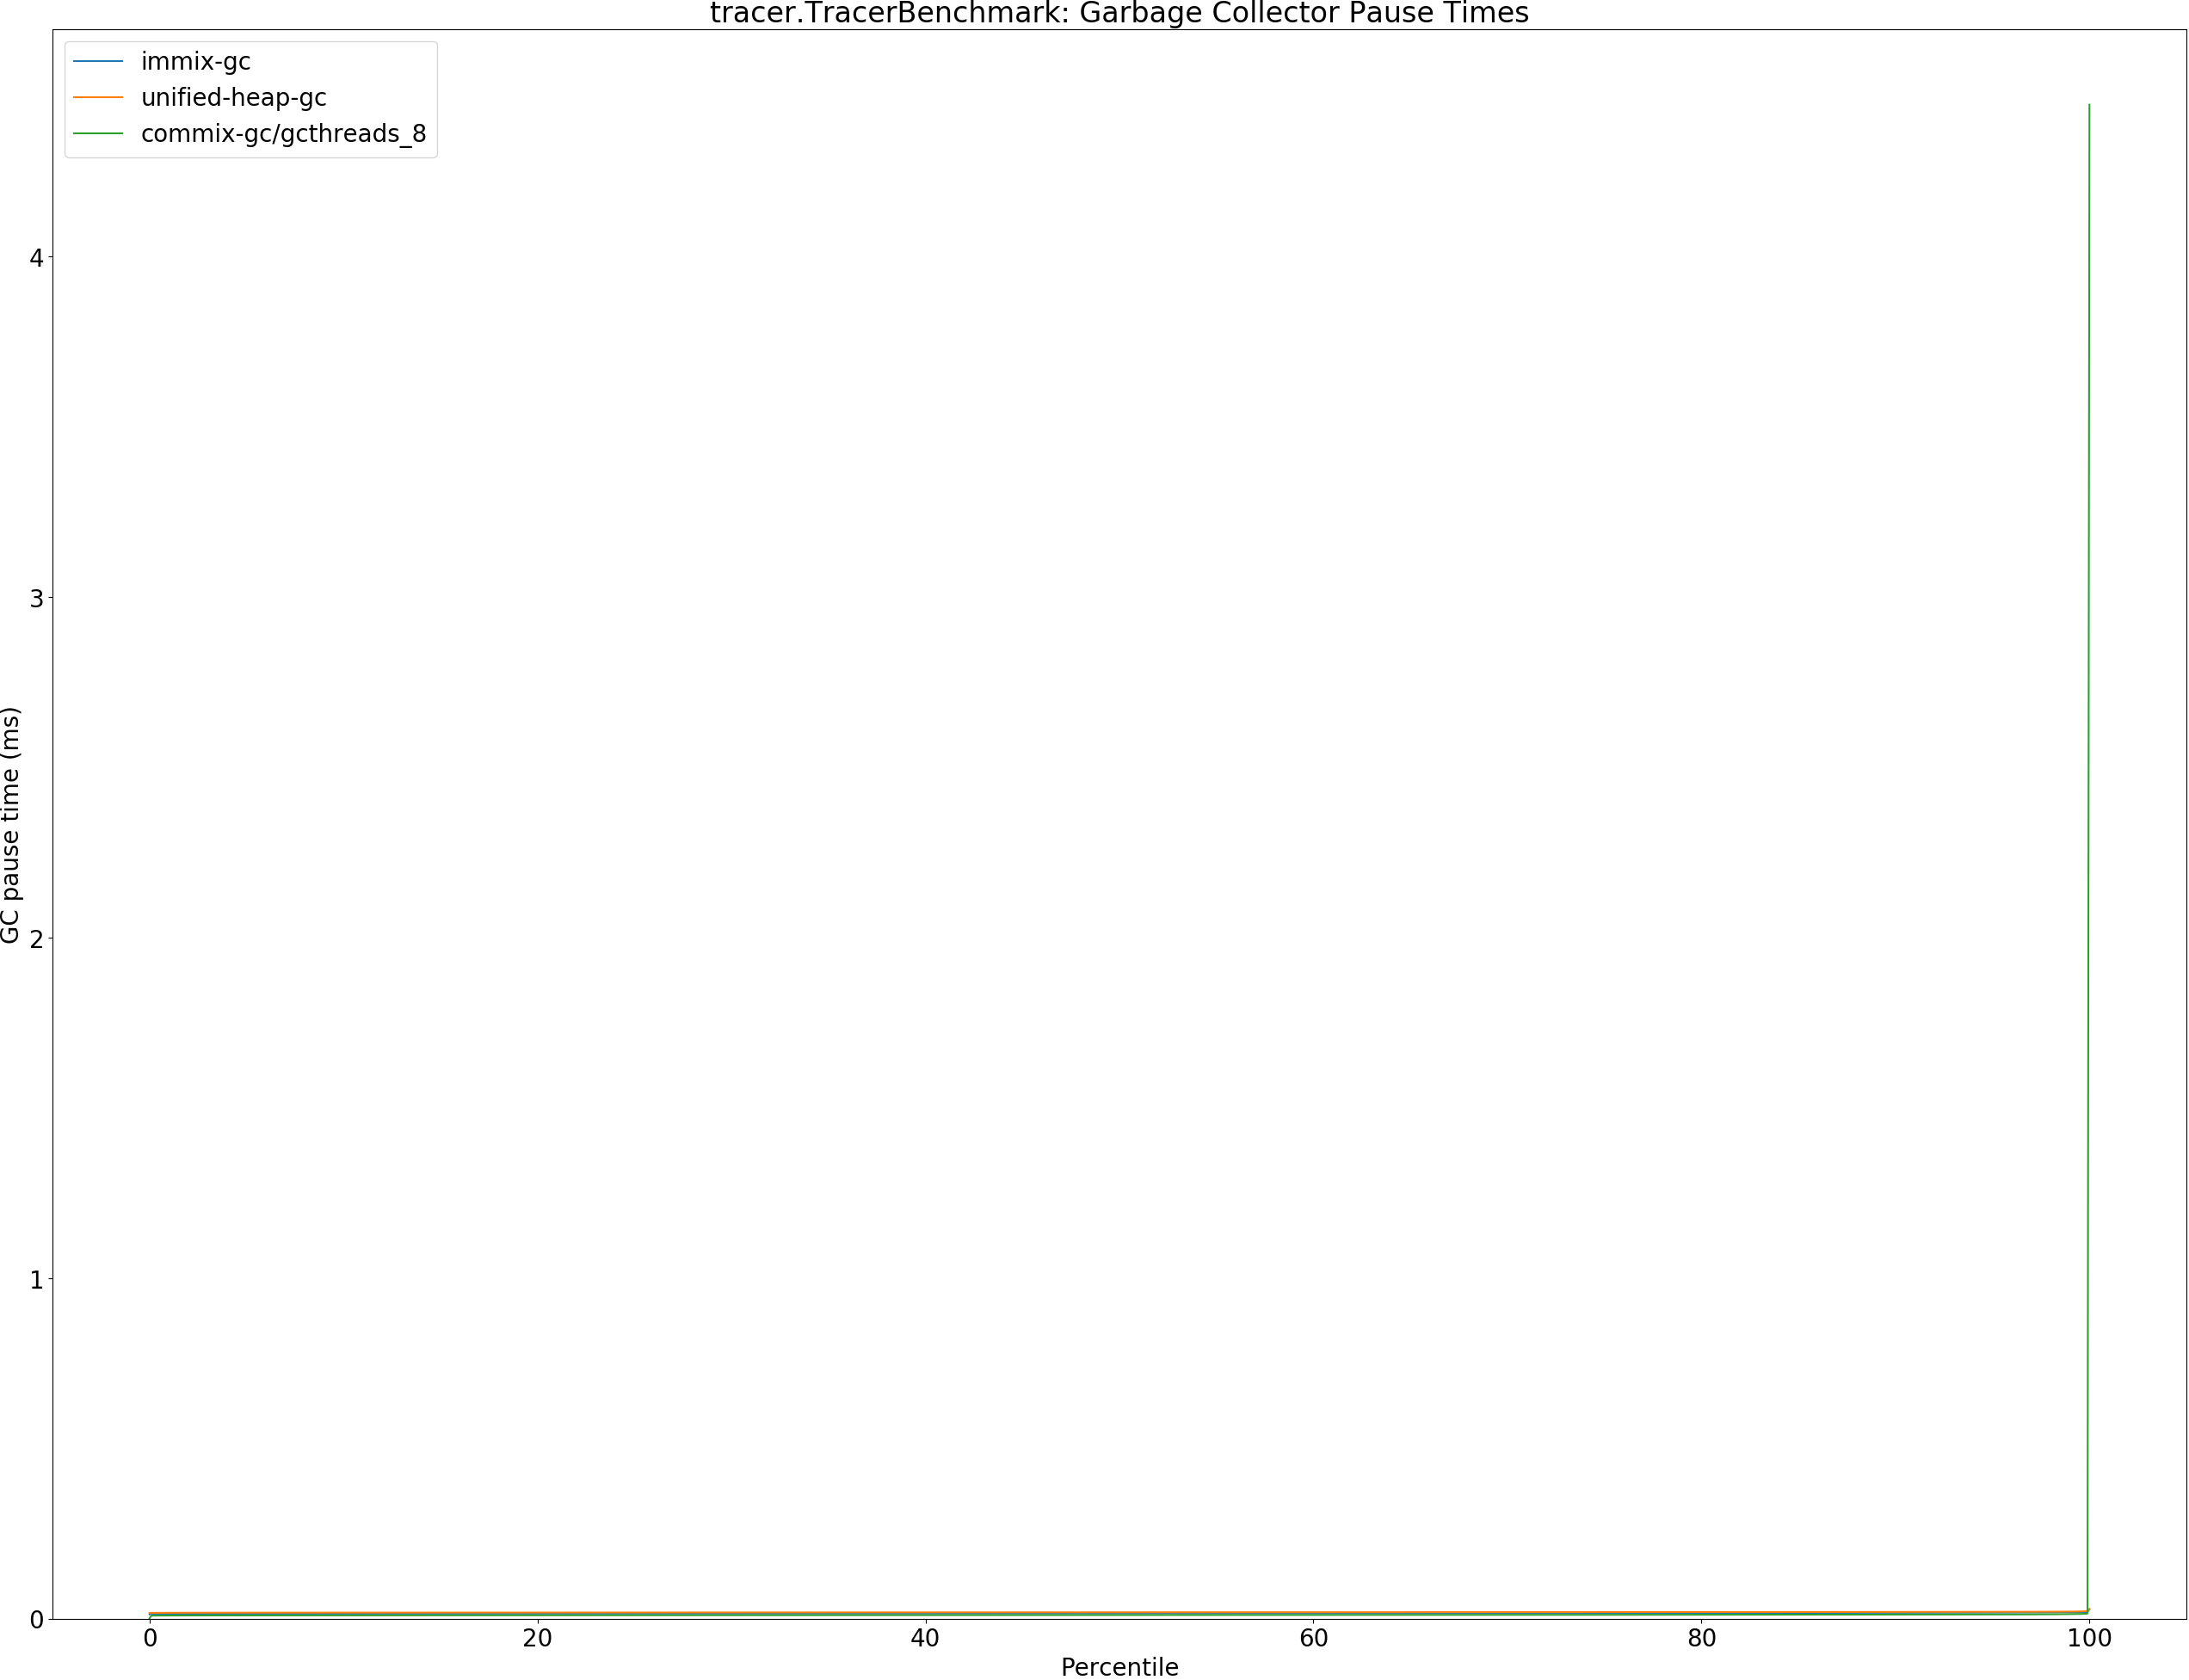 tracer.TracerBenchmark: Garbage Collector Pause Times
immix-gc
unified-heap-gc
commix-gc/gcthreads_8
GC pause time (ms)
4
3
2
1
0
0 20 40 60 80 100
Percentile